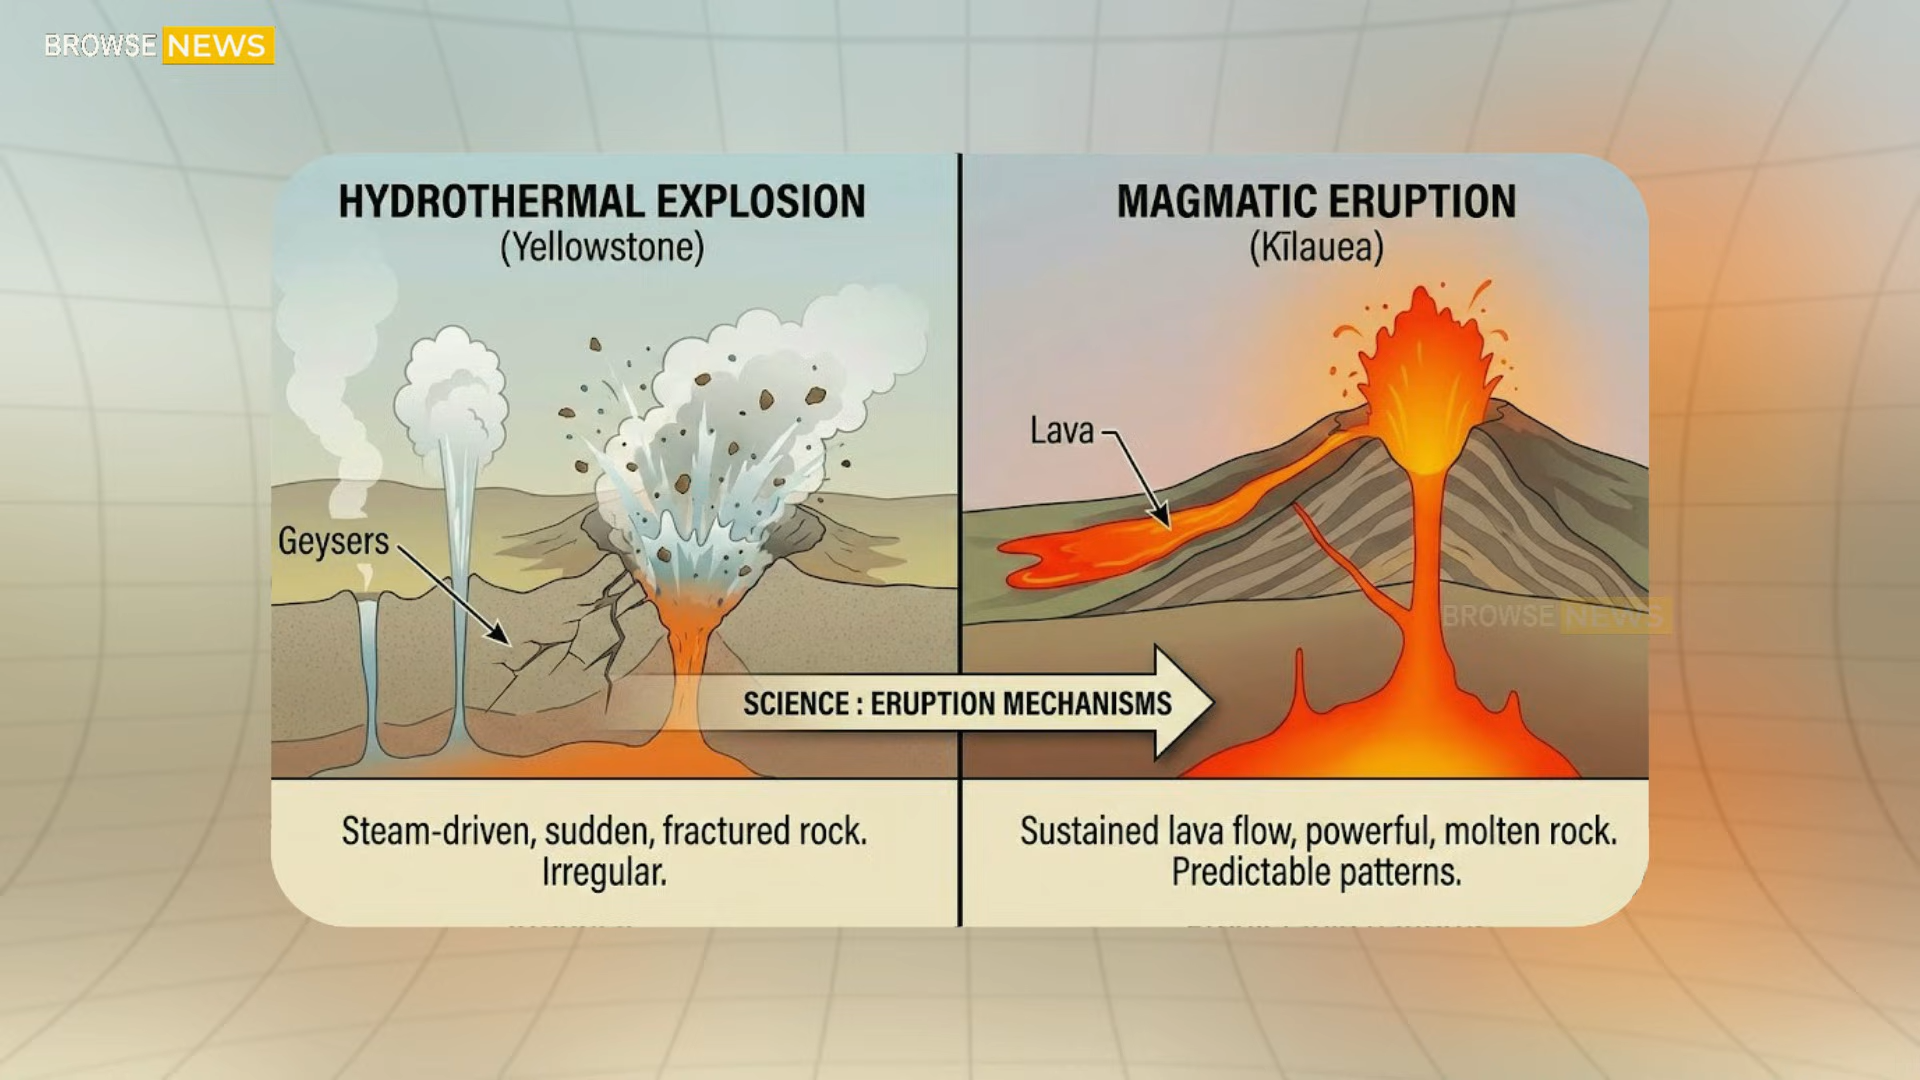 BROWSE NEWS
HYDROTHERMAL EXPLOSION
(Yellowstone)
Geysers
Steam-driven, sudden, fractured rock.
Irregular.
MAGMATIC ERUPTION
(Kīlauea)
Lava
BROWSE NEWS
SCIENCE : ERUPTION MECHANISMS
Sustained lava flow, powerful, molten rock.
Predictable patterns.